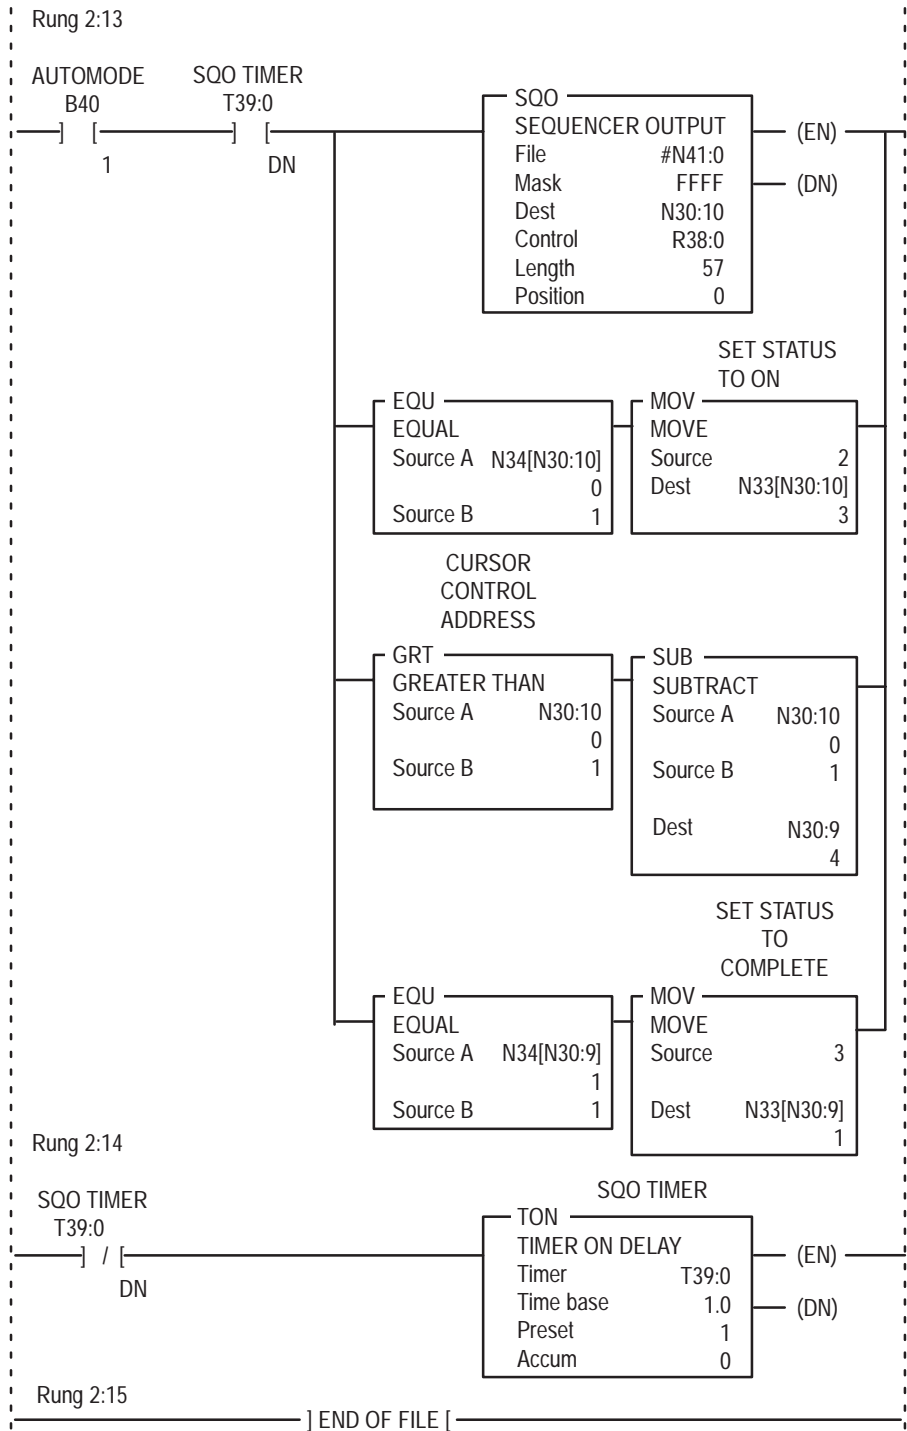 Rung 2:13
AUTOMODE
B40
] [
1
SQO TIMER
T39:0
] [
DN
SQO
SEQUENCER OUTPUT
File #N41:0
Mask FFFF
Dest N30:10
Control R38:0
Length 57
Position 0
(EN)
(DN)
SET STATUS
TO ON
EQU
EQUAL
Source A N34[N30:10]
0
Source B 1
MOV
MOVE
Source 2
Dest N33[N30:10]
3
CURSOR
CONTROL
ADDRESS
GRT
GREATER THAN
Source A N30:10
0
Source B 1
SUB
SUBTRACT
Source A N30:10
0
Source B 1
Dest N30:9
4
SET STATUS
TO
COMPLETE
EQU
EQUAL
Source A N34[N30:9]
1
Source B 1
MOV
MOVE
Source 3
Dest N33[N30:9]
1
Rung 2:14
SQO TIMER
T39:0
] / [
DN
SQO TIMER
TON
TIMER ON DELAY
Timer T39:0
Time base 1.0
Preset 1
Accum 0
(EN)
(DN)
Rung 2:15
] END OF FILE [